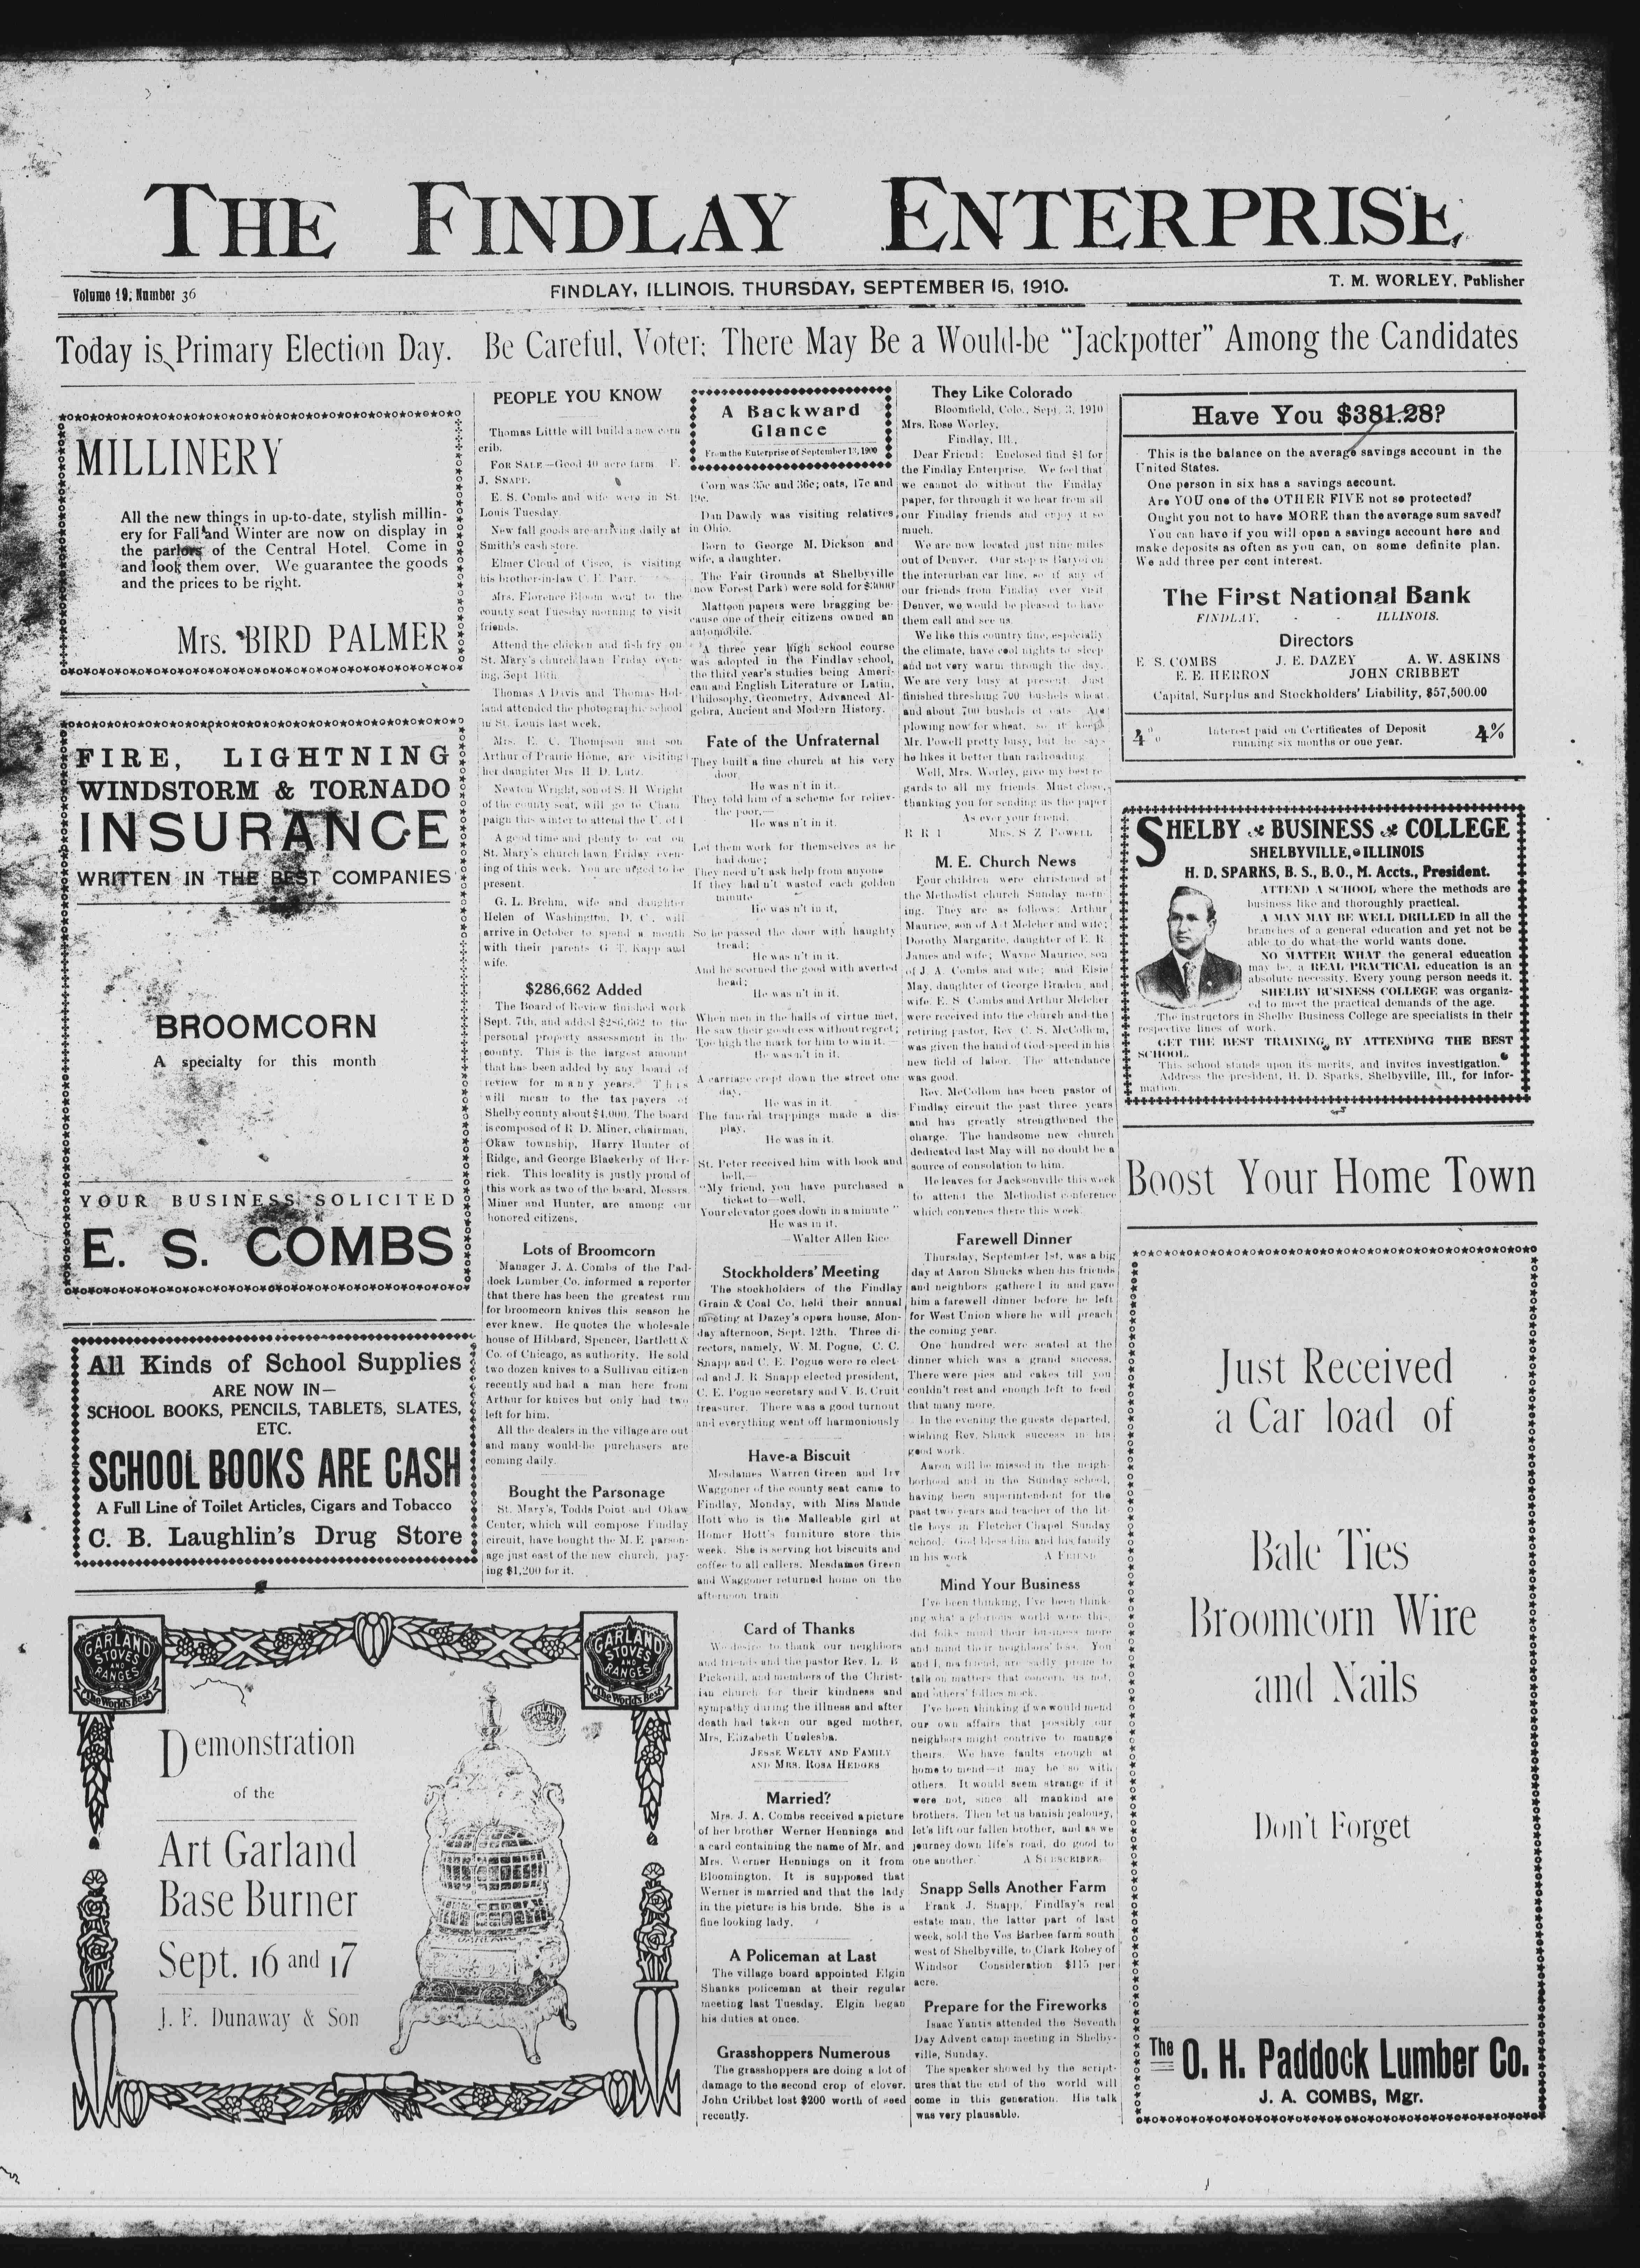 THE FINDLAY ENTERPRISE
Volume 19; Number 36
FINDLAY, ILLINOIS, THURSDAY, SEPTEMBER 15, 1910.
T. M. WORLEY, Publisher
Today is Primary Election Day. Be Careful, Voter; There May Be a Would-be "Jackpotter" Among the Candidates
MILLINERY
All the new things in up-to-date, stylish millin-
ery for Fall and Winter are now on display in
the parlors of the Central Hotel. Come in
and look them over. We guarantee the goods
and the prices to be right.
Mrs. BIRD PALMER
FIRE, LIGHTNING
WINDSTORM & TORNADO
INSURANCE
WRITTEN IN THE BEST COMPANIES
BROOMCORN
A specialty for this month
YOUR BUSINESS SOLICITED
E. S. COMBS
All Kinds of School Supplies
ARE NOW IN—
SCHOOL BOOKS, PENCILS, TABLETS, SLATES,
ETC.
SCHOOL BOOKS ARE CASH
A Full Line of Toilet Articles, Cigars and Tobacco
C. B. Laughlin's Drug Store
GARLAND
STOVES
AND
RANGES
The World's Best
GARLAND
STOVES
AND
RANGES
The World's Best
Demonstration
of the
Art Garland
Base Burner
Sept. 16 and 17
J. F. Dunaway & Son
PEOPLE YOU KNOW
Thomas Little will build a new corn
crib.
FOR SALE—Good 40 acre farm F.
J. SNAPP.
E. S. Combs and wife were in St.
Louis Tuesday.
New fall goods are arriving daily at
Smith's cash store.
Elmer Cloud of Cisco, is visiting
his brother-in-law C. E. Parr.
Mrs. Florence Bloom went to the
county seat Tuesday morning to visit
friends.
Attend the chicken and fish fry on
St. Mary's church lawn Friday even-
ing, Sept 16th
Thomas A Davis and Thomas Hol-
land attended the photographic school
in St. Louis last week.
Mrs. E. C. Thompson and son
Arthur of Prairie Home, are visiting
her daughter Mrs H. D. Lutz.
Newton Wright, son of S. H Wright
of the county seat, will go to Cham
paign this winter to attend the U. of I
A good time and plenty to eat on
St. Mary's church lawn Friday even-
ing of this week. You are urged to be
present.
G. L. Brehm, wife and daughter
Helen of Washington, D. C., will
arrive in October to spend a month
with their parents G. T. Rapp and
wife.
$286,662 Added
The Board of Review finished work
Sept. 7th, and added $286,662 to the
personal property assessment in the
county. This is the largest amount
that has been added by any board of
review for many years. This
will mean to the tax payers of
Shelby county about $4,000. The board
is composed of R D. Miner, chairman,
Okaw township, Harry Hunter of
Ridge, and George Blackerby of Her-
rick. This locality is justly proud of
this work as two of the board, Messrs.
Miner and Hunter, are among our
honored citizens.
Lots of Broomcorn
Manager J. A. Combs of the Pad-
dock Lumber Co. informed a reporter
that there has been the greatest run
for broomcorn knives this season he
ever knew. He quotes the wholesale
house of Hibbard, Spencer, Bartlett &
Co. of Chicago, as authority. He sold
two dozen knives to a Sullivan citizen
recently and had a man here from
Arthur for knives but only had two
left for him.
All the dealers in the village are out
and many would-be purchasers are
coming daily.
Bought the Parsonage
St. Mary's, Todds Point and Okaw
Center, which will compose Findlay
circuit, have bought the M. E parson-
age just east of the new church, pay-
ing $1,200 for it.
A Backward
Glance
From the Enterprise of September 13, 1900
Corn was 35c and 36c; oats, 17c and
19c.
Dan Dawdy was visiting relatives
in Ohio.
Born to George M. Dickson and
wife, a daughter.
The Fair Grounds at Shelbyville
(now Forest Park) were sold for $3000
Mattoon papers were bragging be-
cause one of their citizens owned an
automobile.
A three year high school course
was adopted in the Findlay school,
the third year's studies being Ameri-
can and English Literature or Latin,
Philosophy, Geometry, Advanced Al-
gebra, Ancient and Modern History.
Fate of the Unfraternal
They built a fine church at his very
door,
He was n't in it.
They told him of a scheme for reliev-
the poor,—
He was n't in it.
Let them work for themselves as he
had done;
They need n't ask help from anyone
If they had n't wasted each golden
minute
He was n't in it.
So he passed the door with haughty
tread;
He was n't in it.
And he scorned the good with averted
head;
He was n't in it.
When men in the halls of virtue met,
He saw their goodness without regret;
Too high the mark for him to win it.—
He was n't in it.
A carriage crept down the street one
day.
He was in it.
The funeral trappings made a dis
play.
He was in it.
St. Peter received him with book and
bell,—
"My friend, you have purchased a
ticket to—well,
Your elevator goes down in a minute"
He was in it.
—Walter Allen Rice
Stockholders' Meeting
The stockholders of the Findlay
Grain & Coal Co. held their annual
meeting at Dazey's opera house, Mon-
day afternoon, Sept. 12th. Three di-
rectors, namely, W. M. Pogue, C. C.
Snapp and C. E. Pogue were re elect-
ed and J. R Snapp elected president,
C. E. Pogue secretary and V. B. Cruit
treasurer. There was a good turnout
and everything went off harmoniously
Have-a Biscuit
Mesdames Warren Green and Irv
Waggoner of the county seat came to
Findlay, Monday, with Miss Maude
Hott who is the Malleable girl at
Homer Hott's furniture store this
week. She is serving hot biscuits and
coffee to all callers. Mesdames Green
and Waggoner returned home on the
afternoon train
Card of Thanks
We desire to thank our neighbors
and friends and the pastor Rev. L. B
Pickerill, and members of the Christ-
ian church for their kindness and
sympathy during the illness and after
death had taken our aged mother,
Mrs. Elizabeth Unglesba.
JESSE WELTY AND FAMILY
AND MRS. ROSA HEDGES
Married?
Mrs. J. A. Combs received a picture
of her brother Werner Hennings and
a card containing the name of Mr. and
Mrs. Werner Hennings on it from
Bloomington. It is supposed that
Werner is married and that the lady
in the picture is his bride. She is a
fine looking lady.
A Policeman at Last
The village board appointed Elgin
Shanks policeman at their regular
meeting last Tuesday. Elgin began
his duties at once.
Grasshoppers Numerous
The grasshoppers are doing a lot of
damage to the second crop of clover.
John Cribbet lost $200 worth of seed
recently.
They Like Colorado
Bloomfield, Colo., Sept. 3, 1910
Mrs. Rose Worley,
Findlay, Ill.,
Dear Friend: Enclosed find $1 for
the Findlay Enterprise. We feel that
we cannot do without the Findlay
paper, for through it we hear from all
our Findlay friends and enjoy it so
much.
We are now located just nine miles
out of Denver. Our stop is on
the interurban car line, so if any of
our friends from Findlay ever visit
Denver, we would be pleased to have
them call and see us.
We like this country fine, especially
the climate, have cool nights to sleep
and not very warm through the day.
We are very busy at present. Just
finished threshing 700 bushels wheat
and about 700 bushels of oats. Are
plowing now for wheat, so it keeps
Mr. Powell pretty busy, but he says
he likes it better than railroading.
Well, Mrs. Worley, give my best re
gards to all my friends. Must close,
thanking you for sending us the paper
As ever your friend,
R R 1 MRS. S Z POWELL
M. E. Church News
Four children were christened at
the Methodist church Sunday morn
ing. They are as follows: Arthur
Maurice, son of Art Melcher and wife;
Dorothy Margarite, daughter of E. R
James and wife; Wayne Maurice, son
of J. A. Combs and wife; and Elsie
May, daughter of George Braden, and
wife. E. S Combs and Arthur Melcher
were received into the church and the
retiring pastor, Rev. C. S. McCollom,
was given the hand of God-speed in his
new field of labor. The attendance
was good.
Rev. McCollom has been pastor of
Findlay circuit the past three years
and has greatly strengthened the
charge. The handsome new church
dedicated last May will no doubt be a
source of consolation to him.
He leaves for Jacksonville this week
to attend the Methodist conference
which convenes there this week.
Farewell Dinner
Thursday, September 1st, was a big
day at Aaron Shucks when his friends
and neighbors gathered in and gave
him a farewell dinner before he left
for West Union where he will preach
the coming year.
One hundred were seated at the
dinner which was a grand success.
There were pies and cakes till you
couldn't rest and enough left to feed
that many more.
In the evening the guests departed,
wishing Rev. Shuck success in his
good work.
Aaron will be missed in the neigh
borhood and in the Sunday school,
having been superintendent for the
past two years and teacher of the lit
tle boys in Fletcher Chapel Sunday
school. God bless him and his family
in his work A FRIEND
Mind Your Business
I've been thinking, I've been think-
ing what a glorious world were this,
did folks mind their business more
and mind their neighbors' less. You
and I, my friend, are sadly prone to
talk on matters that concern us not,
and others' follies mock.
I've been thinking if we would mend
our own affairs that possibly our
neighbors might contrive to manage
theirs. We have faults enough at
home to mend—it may be so with
others. It would seem strange if it
were not, since all mankind are
brothers. Then let us banish jealousy,
let's lift our fallen brother, and as we
journey down life's road, do good to
one another. A SUBSCRIBER
Snapp Sells Another Farm
Frank J. Snapp, Findlay's real
estate man, the latter part of last
week, sold the Vos Barbee farm south
west of Shelbyville, to Clark Robey of
Windsor Consideration $115 per
acre.
Prepare for the Fireworks
Isaac Yantis attended the Seventh
Day Advent camp meeting in Shelby-
ville, Sunday.
The speaker showed by the script-
ures that the end of the world will
come in this generation. His talk
was very plausable.
Have You $381.28?
This is the balance on the average savings account in the
United States.
One person in six has a savings account.
Are YOU one of the OTHER FIVE not so protected?
Ought you not to have MORE than the average sum saved?
You can have if you will open a savings account here and
make deposits as often as you can, on some definite plan.
We add three per cent interest.
The First National Bank
FINDLAY, - - ILLINOIS.
Directors
E. S. COMBS J. E. DAZEY A. W. ASKINS
E. E. HERRON JOHN CRIBBET
Capital, Surplus and Stockholders' Liability, $57,500.00
4% Interest paid on Certificates of Deposit 4%
running six months or one year.
SHELBY BUSINESS COLLEGE
SHELBYVILLE, ILLINOIS
H. D. SPARKS, B. S., B. O., M. Accts., President.
ATTEND A SCHOOL where the methods are
business like and thoroughly practical.
A MAN MAY BE WELL DRILLED in all the
branches of a general education and yet not be
able to do what the world wants done.
NO MATTER WHAT the general education
may be, a REAL PRACTICAL education is an
absolute necessity. Every young person needs it.
SHELBY BUSINESS COLLEGE was organiz-
ed to meet the practical demands of the age.
The instructors in Shelby Business College are specialists in their
respective lines of work.
GET THE BEST TRAINING BY ATTENDING THE BEST
SCHOOL.
This school stands upon its merits, and invites investigation.
Address the president, H. D. Sparks, Shelbyville, Ill., for infor-
mation.
Boost Your Home Town
Just Received
a Car load of
Bale Ties
Broomcorn Wire
and Nails
Don't Forget
The O. H. Paddock Lumber Co.
J. A. COMBS, Mgr.